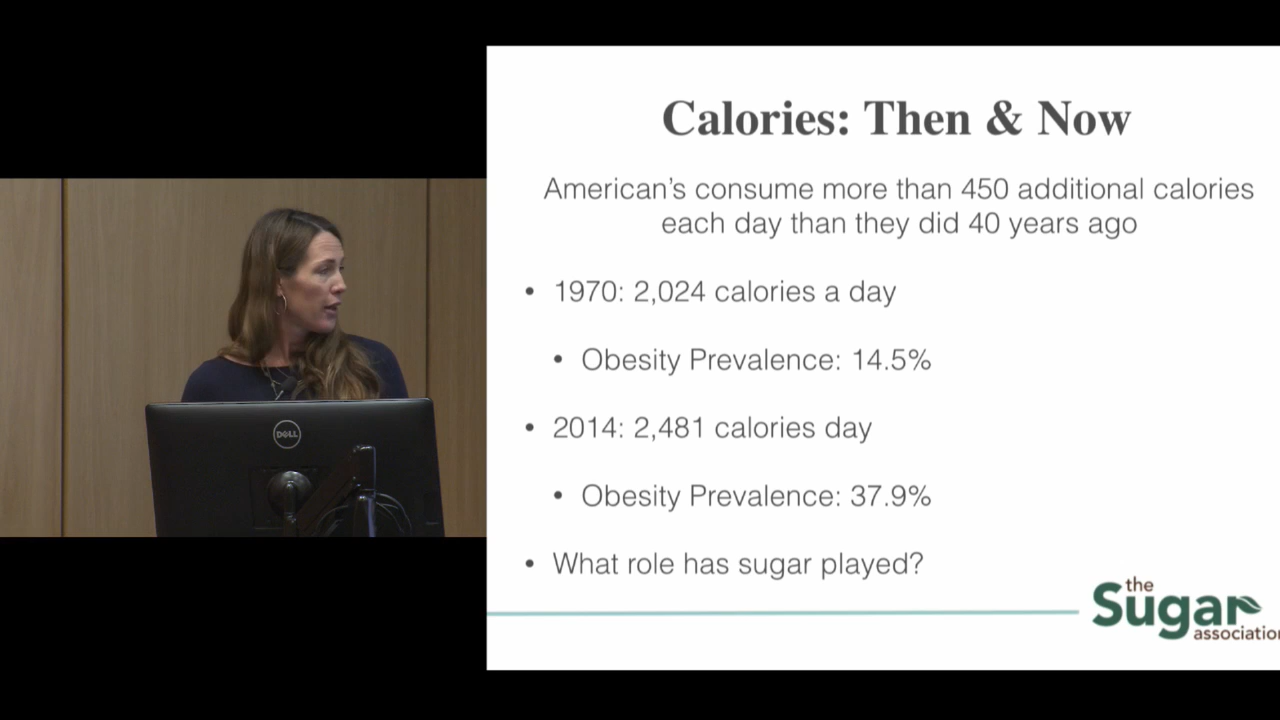 Calories: Then & Now
American's consume more than 450 additional calories
each day than they did 40 years ago
• 1970: 2,024 calories a day
• Obesity Prevalence: 14.5%
• 2014: 2,481 calories day
• Obesity Prevalence: 37.9%
• What role has sugar played?
the
Sugar
association
DELL